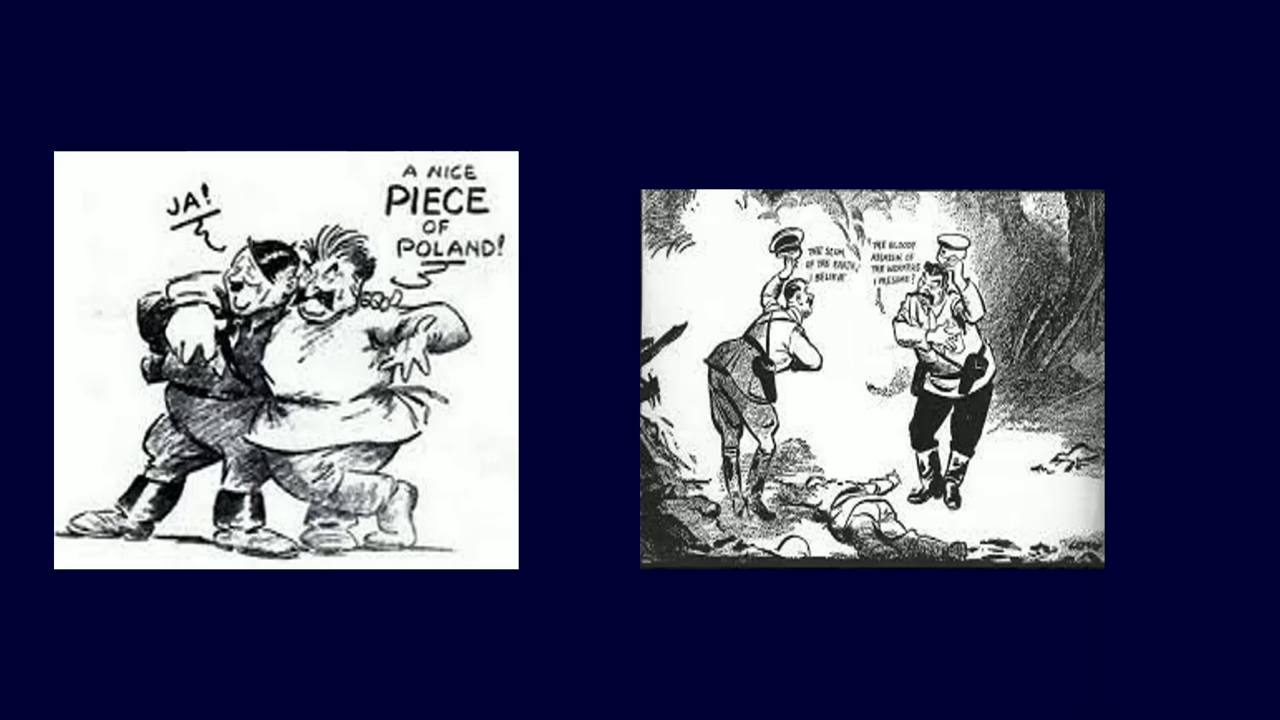 JA!
A NICE
PIECE
OF
POLAND!
THE SCUM
OF THE EARTH,
I BELIEVE
THE BLOODY
ASSASSIN OF
THE WORKERS
I PRESUME?